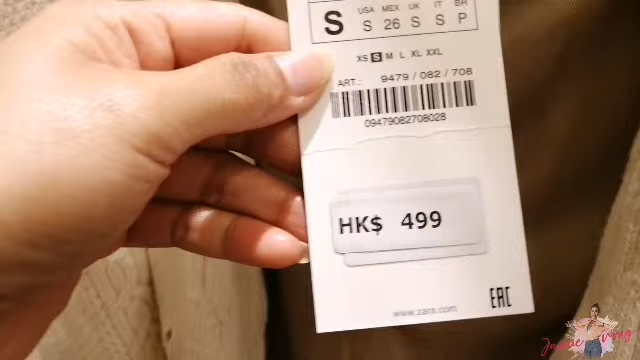 S
USA MEX UK IT BR
S 26 S S P
XS S M L XL XXL
ART.: 9479 / 082 / 708
09479082708028
HK$ 499
EAC
www.zara.com